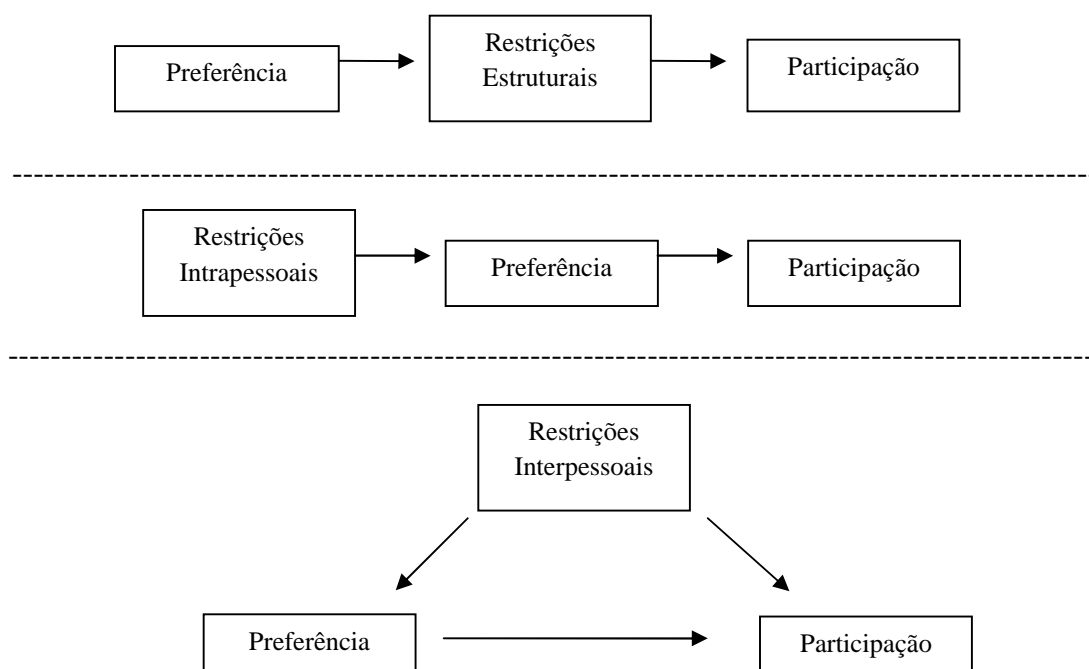 Preferência
Restrições
Estruturais
Participação
Restrições
Intrapessoais
Preferência
Participação
Restrições
Interpessoais
Preferência
Participação